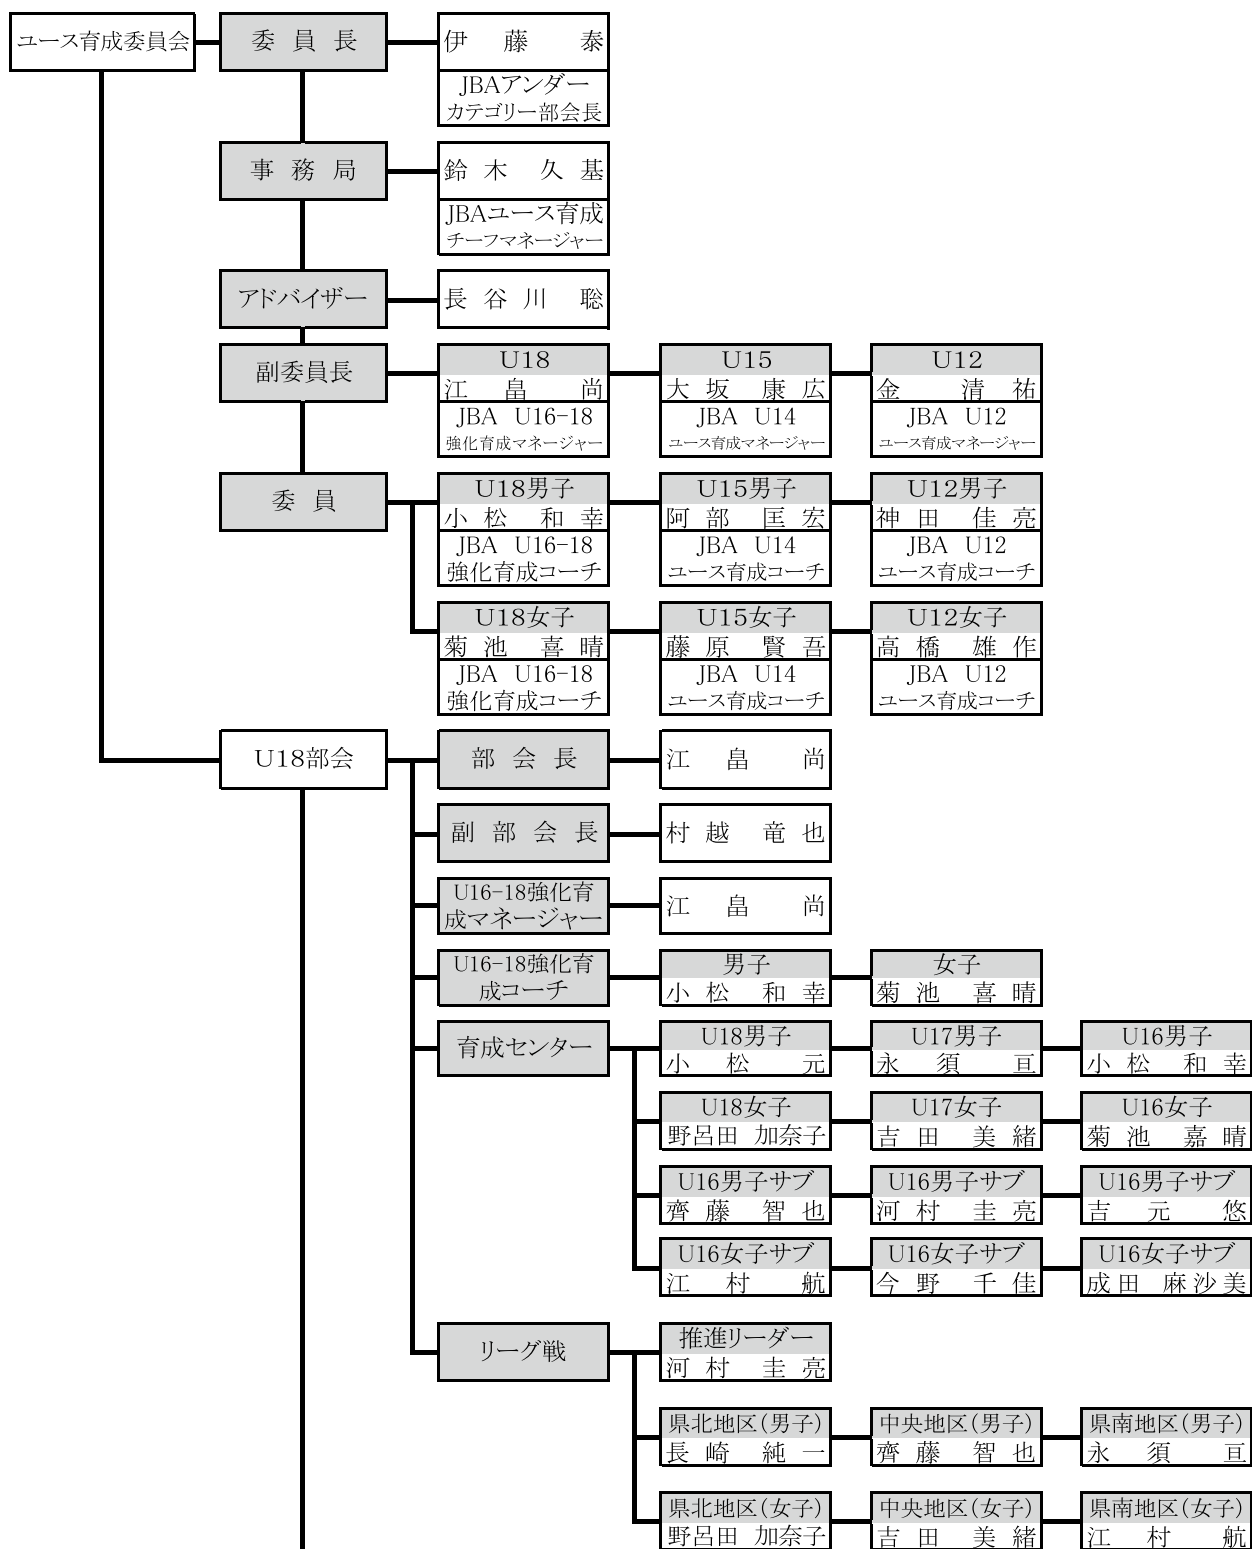 ユース育成委員会 委員長 伊藤 泰
JBAアンダー
カテゴリー部会長
事務局 鈴木 久基
JBAユース育成
チーフマネージャー
アドバイザー 長谷川 聡
副委員長
U18 U15 U12
江畠 尚 大坂 康広 金 清祐
JBA U16-18 JBA U14 JBA U12
強化育成マネージャー ユース育成マネージャー ユース育成マネージャー
委員
U18男子 U15男子 U12男子
小松 和幸 阿部 匡宏 神田 佳亮
JBA U16-18 JBA U14 JBA U12
強化育成コーチ ユース育成コーチ ユース育成コーチ
U18女子 U15女子 U12女子
菊池 喜晴 藤原 賢吾 高橋 雄作
JBA U16-18 JBA U14 JBA U12
強化育成コーチ ユース育成コーチ ユース育成コーチ
U18部会 部会長 江畠 尚
副部会長 村越 竜也
U16-18強化育
成マネージャー 江畠 尚
U16-18強化育
成コーチ
男子 女子
小松 和幸 菊池 喜晴
育成センター
U18男子 U17男子 U16男子
小松 元 永須 亘 小松 和幸
U18女子 U17女子 U16女子
野呂田 加奈子 吉田 美緒 菊池 嘉晴
U16男子サブ U16男子サブ U16男子サブ
齊藤 智也 河村 圭亮 吉元 悠
U16女子サブ U16女子サブ U16女子サブ
江村 航 今野 千佳 成田 麻沙美
リーグ戦
推進リーダー
河村 圭亮
県北地区(男子) 中央地区(男子) 県南地区(男子)
長崎 純一 齊藤 智也 永須 亘
県北地区(女子) 中央地区(女子) 県南地区(女子)
野呂田 加奈子 吉田 美緒 江村 航